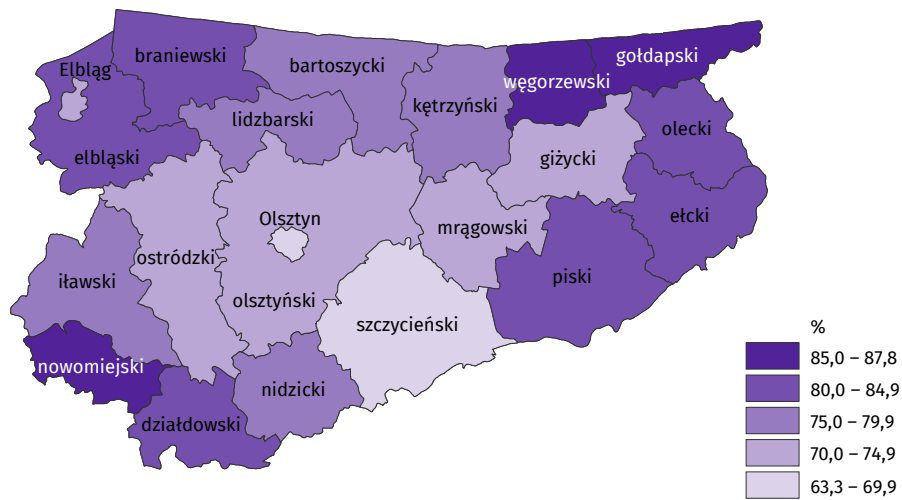 braniewski
bartoszycki
gołdapski
Elbląg
węgorzewski
kętrzyński
lidzbarski
olecki
elbląski
giżycki
Olsztyn
ełcki
mrągowski
ostródzki
iławski
piski
olsztyński
szczycieński
nowomiejski
nidzicki
działdowski
%
85,0 – 87,8
80,0 – 84,9
75,0 – 79,9
70,0 – 74,9
63,3 – 69,9